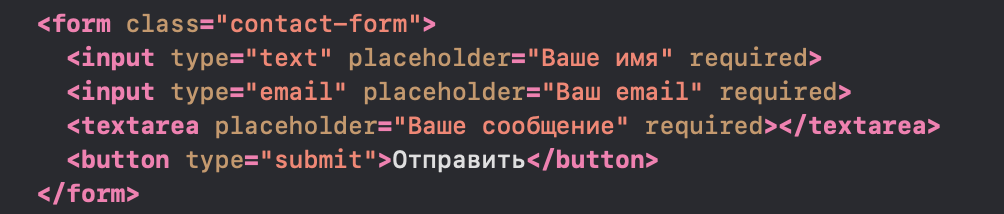 <form class="contact-form">
<input type="text" placeholder="Ваше имя" required>
<input type="email" placeholder="Ваш email" required>
<textarea placeholder="Ваше сообщение" required></textarea>
<button type="submit">Отправить</button>
</form>